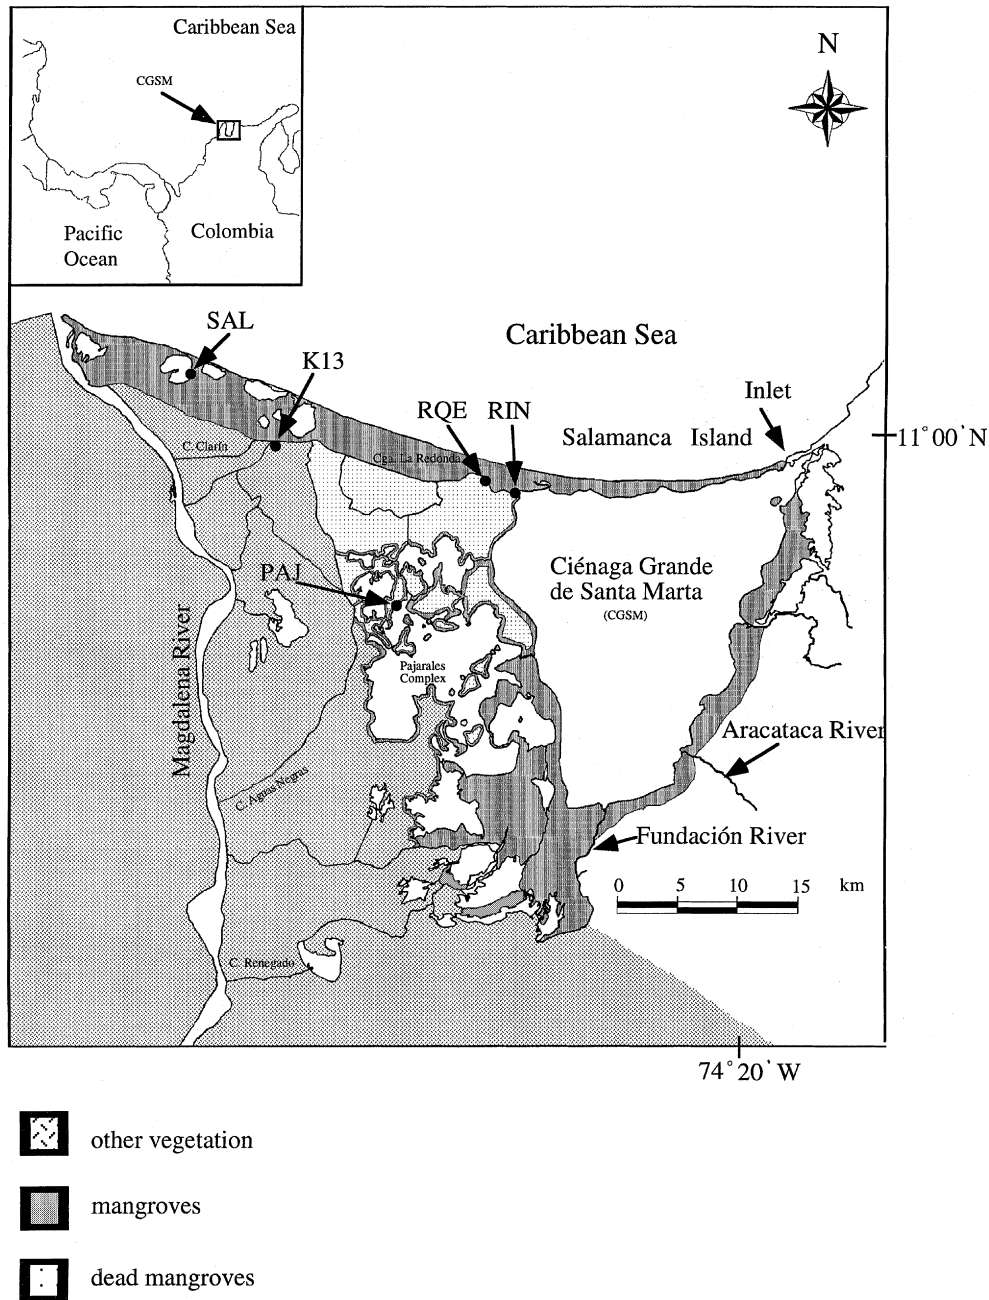 Caribbean Sea
CGSM
Pacific
Ocean
Colombia
N
SAL
K13
Caribbean Sea
RQE
RIN
Inlet
Salamanca Island
11°00'N
C. Clarín
Cga. La Redonda
PAJ
Ciénaga Grande
de Santa Marta
(CGSM)
Pajarales
Complex
Magdalena River
Aracataca River
C. Aguas Negras
Fundación River
0 5 10 15 km
C. Renegado
74°20' W
other vegetation
mangroves
dead mangroves